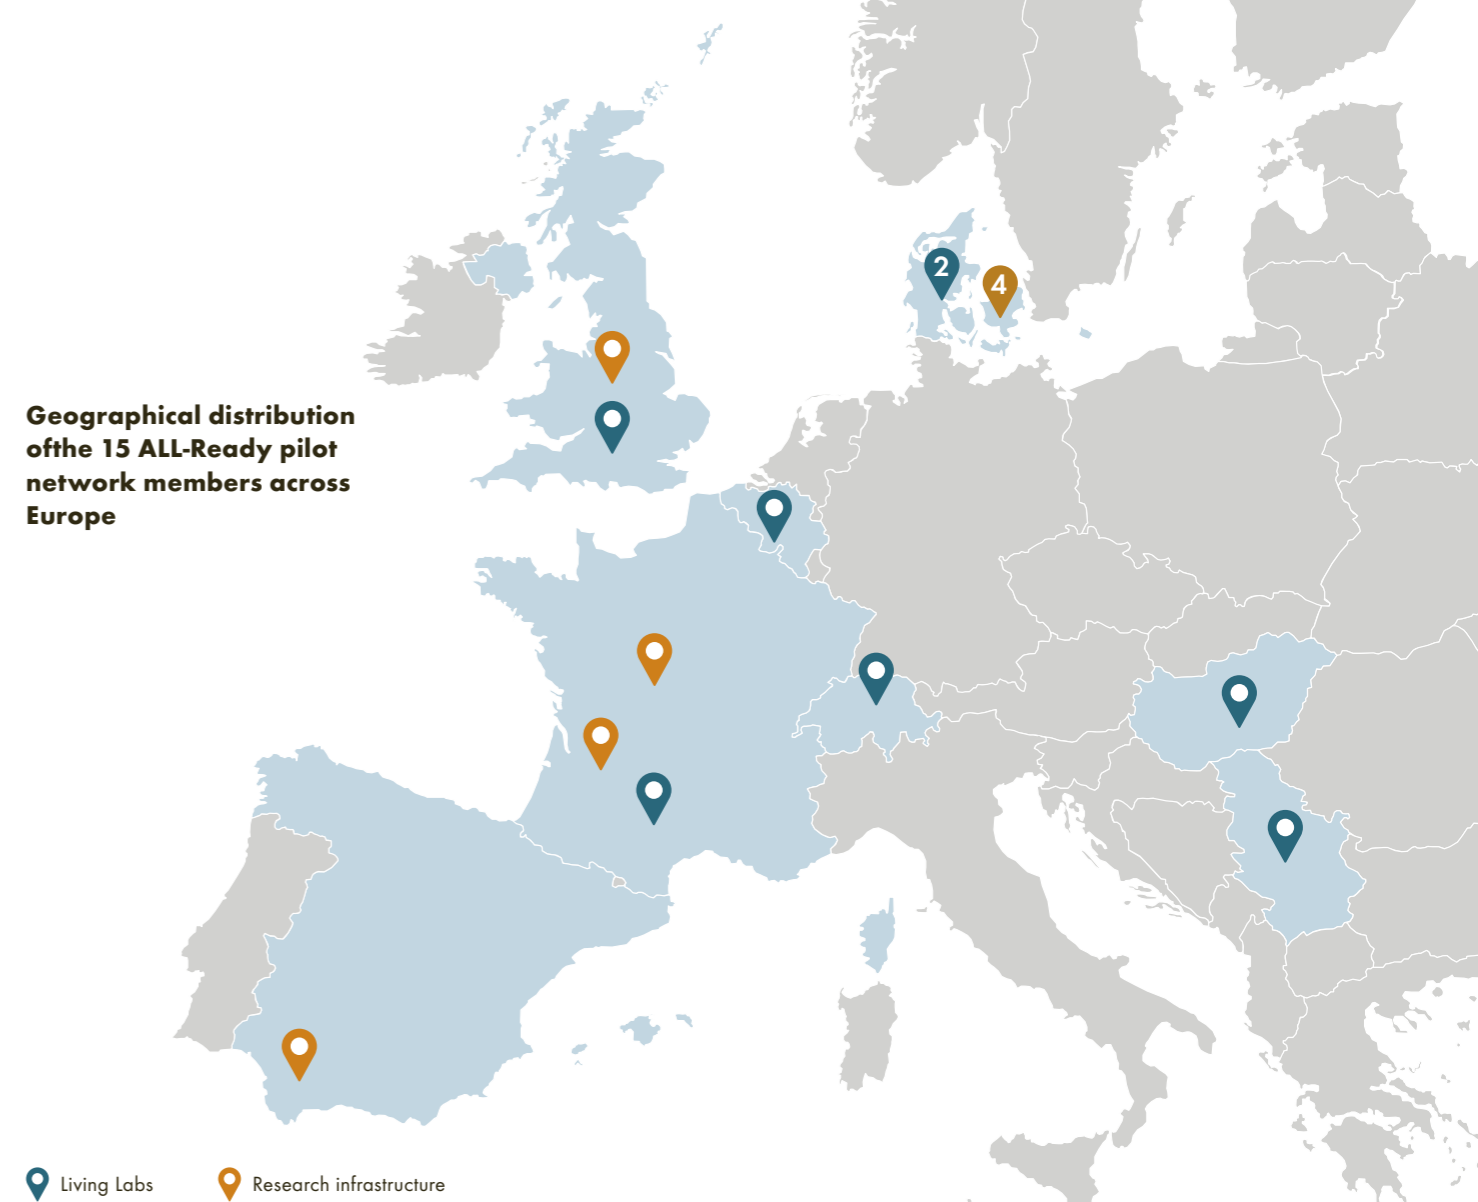 2
4
Geographical distribution
ofthe 15 ALL-Ready pilot
network members across
Europe
Living Labs
Research infrastructure